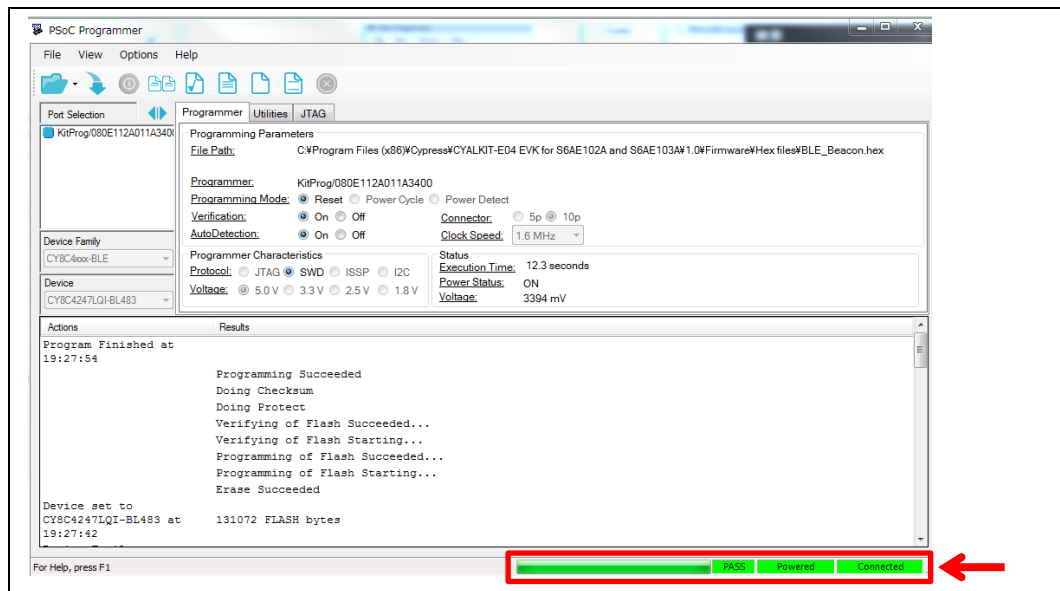 PSoC Programmer
File View Options Help
Port Selection
Programmer Utilities JTAG
KitProg/080E112A011A3400
Programming Parameters
File Path: C:¥Program Files (x86)¥Cypress¥CYALKIT-E04 EVK for S6AE102A and S6AE103A¥1.0¥Firmware¥Hex files¥BLE_Beacon.hex
Programmer: KitProg/080E112A011A3400
Programming Mode: Reset Power Cycle Power Detect
Verification: On Off Connector: 5p 10p
AutoDetection: On Off Clock Speed: 1.6 MHz
Device Family
CY8C4xxx-BLE
Device
CY8C4247LQI-BL483
Programmer Characteristics
Protocol: JTAG SWD ISSP I2C
Voltage: 5.0 V 3.3 V 2.5 V 1.8 V
Status
Execution Time: 12.3 seconds
Power Status: ON
Voltage: 3394 mV
Actions Results
Program Finished at
19:27:54
Programming Succeeded
Doing Checksum
Doing Protect
Verifying of Flash Succeeded...
Verifying of Flash Starting...
Programming of Flash Succeeded...
Programming of Flash Starting...
Erase Succeeded
Device set to
CY8C4247LQI-BL483 at 131072 FLASH bytes
19:27:42
For Help, press F1
PASS Powered Connected